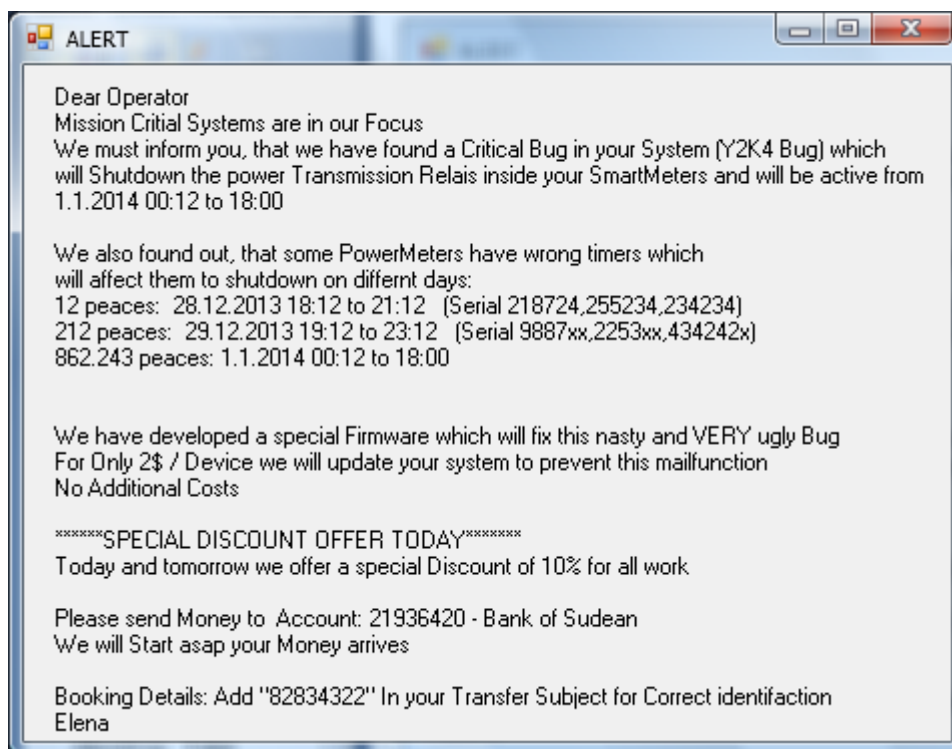 ALERT
Dear Operator
Mission Critial Systems are in our Focus
We must inform you, that we have found a Critical Bug in your System (Y2K4 Bug) which
will Shutdown the power Transmission Relais inside your SmartMeters and will be active from
1.1.2014 00:12 to 18:00
We also found out, that some PowerMeters have wrong timers which
will affect them to shutdown on differnt days:
12 peaces:  28.12.2013 18:12 to 21:12   (Serial 218724,255234,234234)
212 peaces:  29.12.2013 19:12 to 23:12   (Serial 9887xx,2253xx,434242x)
862.243 peaces: 1.1.2014 00:12 to 18:00
We have developed a special Firmware which will fix this nasty and VERY ugly Bug
For Only 2$ / Device we will update your system to prevent this mailfunction
No Additional Costs
******SPECIAL DISCOUNT OFFER TODAY*******
Today and tomorrow we offer a special Discount of 10% for all work
Please send Money to  Account: 21936420 - Bank of Sudean
We will Start asap your Money arrives
Booking Details: Add "82834322" In your Transfer Subject for Correct identifaction
Elena